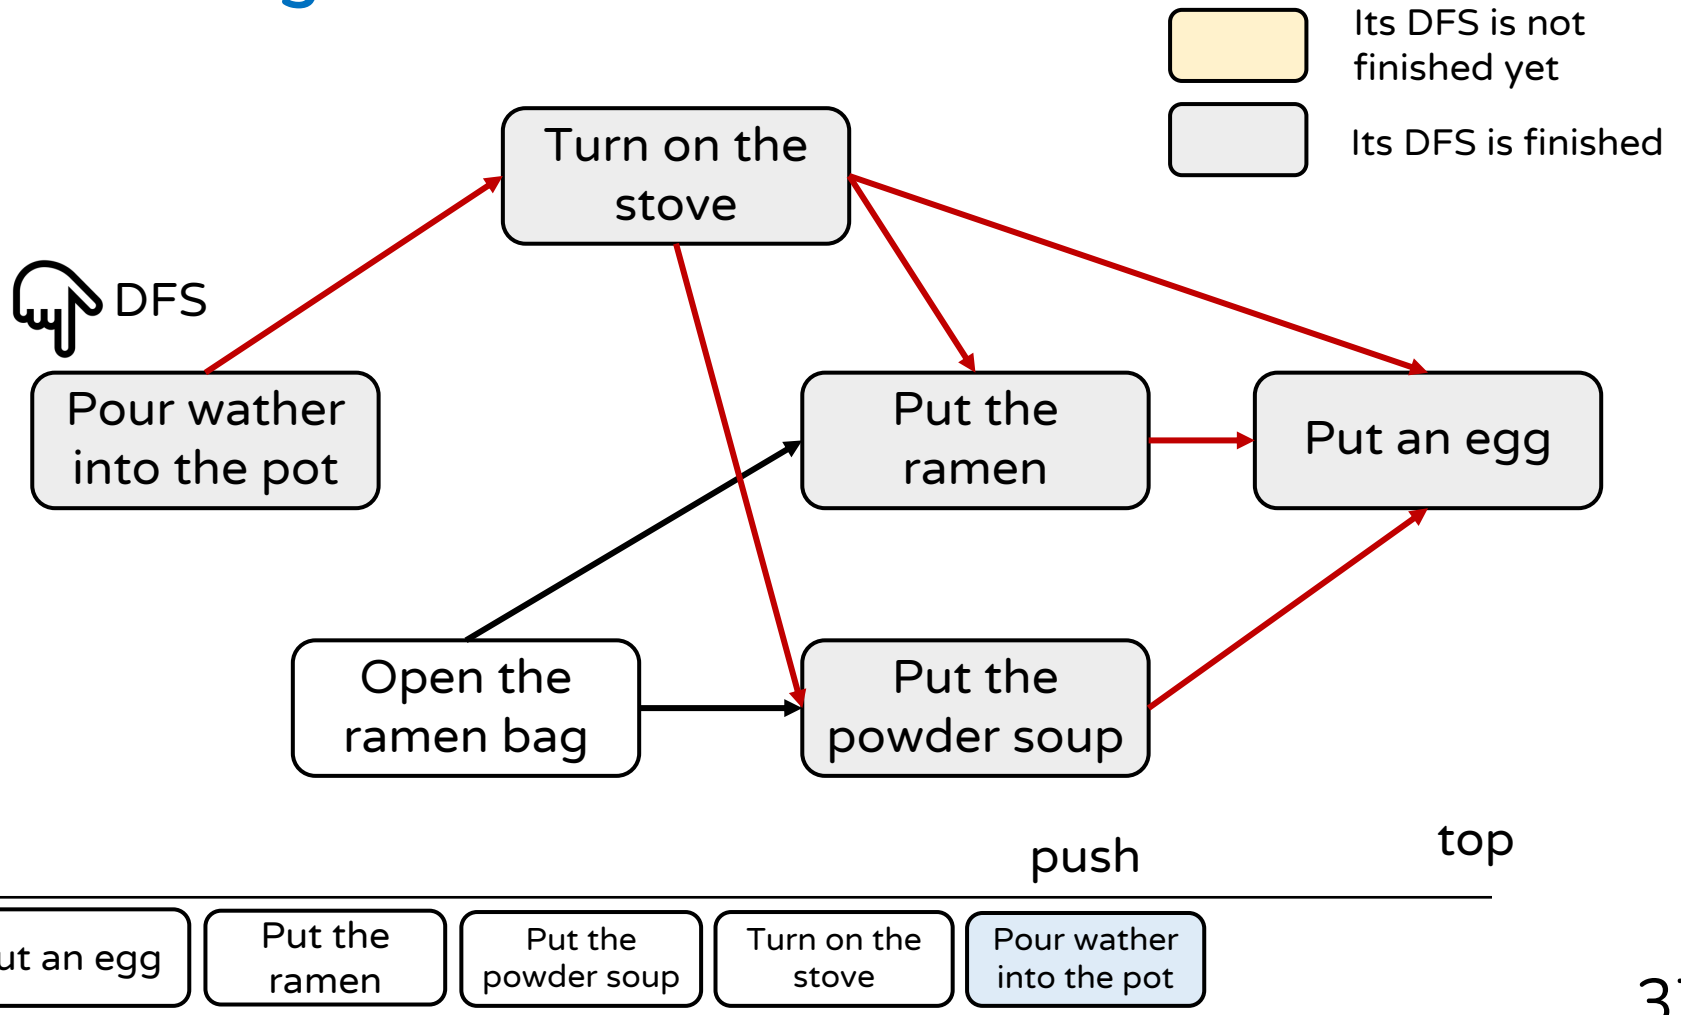 Its DFS is not
finished yet
Its DFS is finished
Turn on the
stove
DFS
Pour wather
into the pot
Put the
ramen
Put an egg
Open the
ramen bag
Put the
powder soup
push
top
ut an egg
Put the
ramen
Put the
powder soup
Turn on the
stove
Pour wather
into the pot